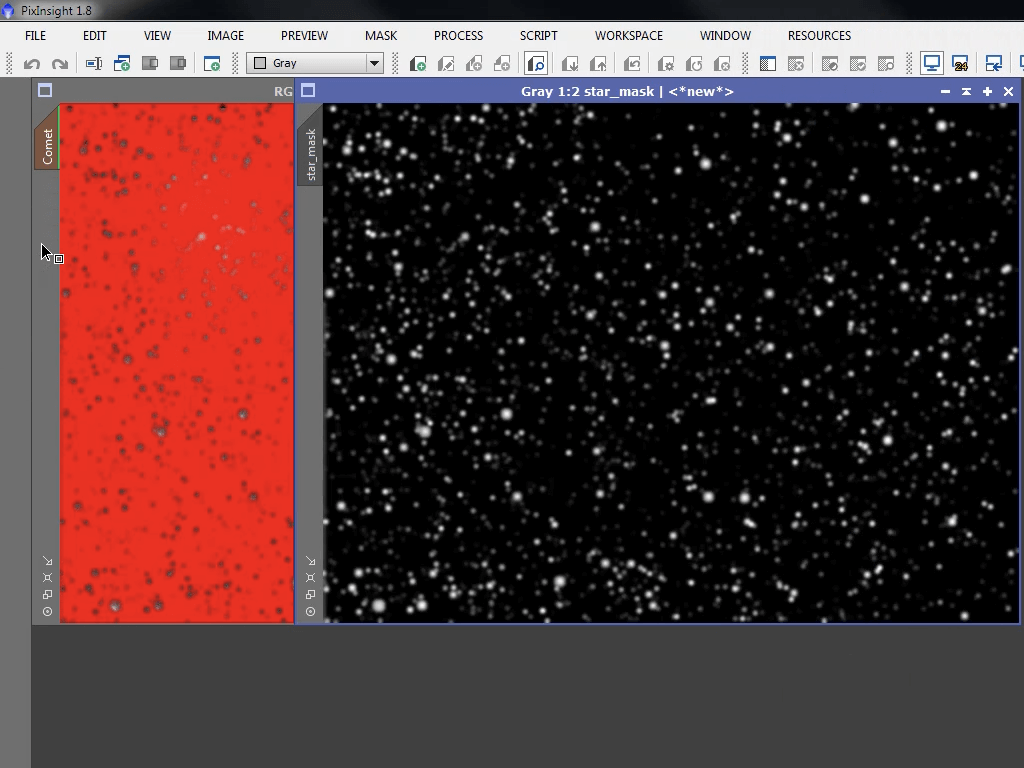 PixInsight 1.8
FILE EDIT VIEW IMAGE PREVIEW MASK PROCESS SCRIPT WORKSPACE WINDOW RESOURCES
Gray
24
RG
Gray 1:2 star_mask | <*new*>
Comet
star_mask